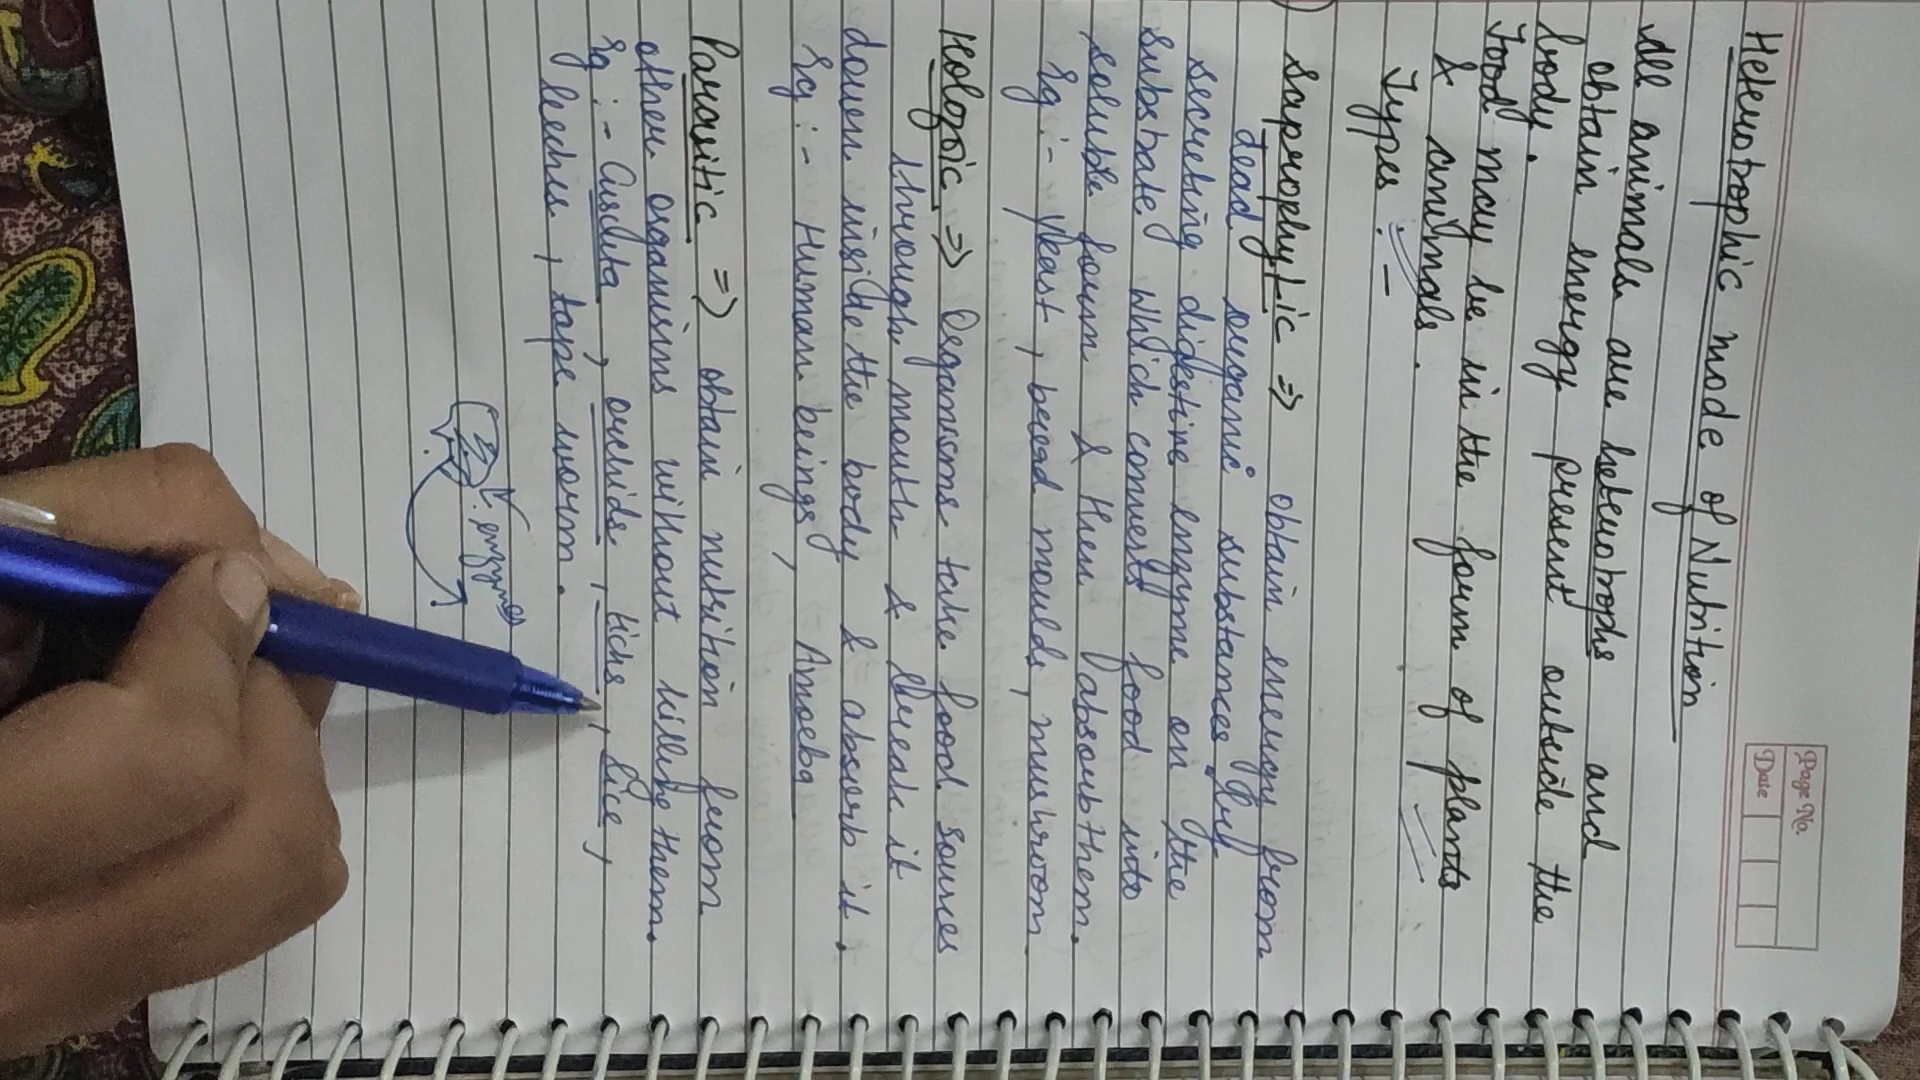 Page No.
Date
Heterotrophic mode of Nutrition
All animals are heterotrophs and
obtain energy present outside the
body.
Food may be in the form of plants
& animals.
Types :-
Saprophytic => obtain energy from
dead organic substances by
secreting digestive enzyme on the
substrate which converts food into
soluble form & then absorb them.
Eg :- Yeast, bread moulds, mushroom.
Holozoic => Organisms take food sources
through mouth & break it
down inside the body & absorb it.
Eg :- Human beings, Amoeba
Parasitic => obtain nutrition from
other organisms without killing them.
Eg :- Cuscuta, orchids, ticks, lice,
leeches, tape worm.
enzyme